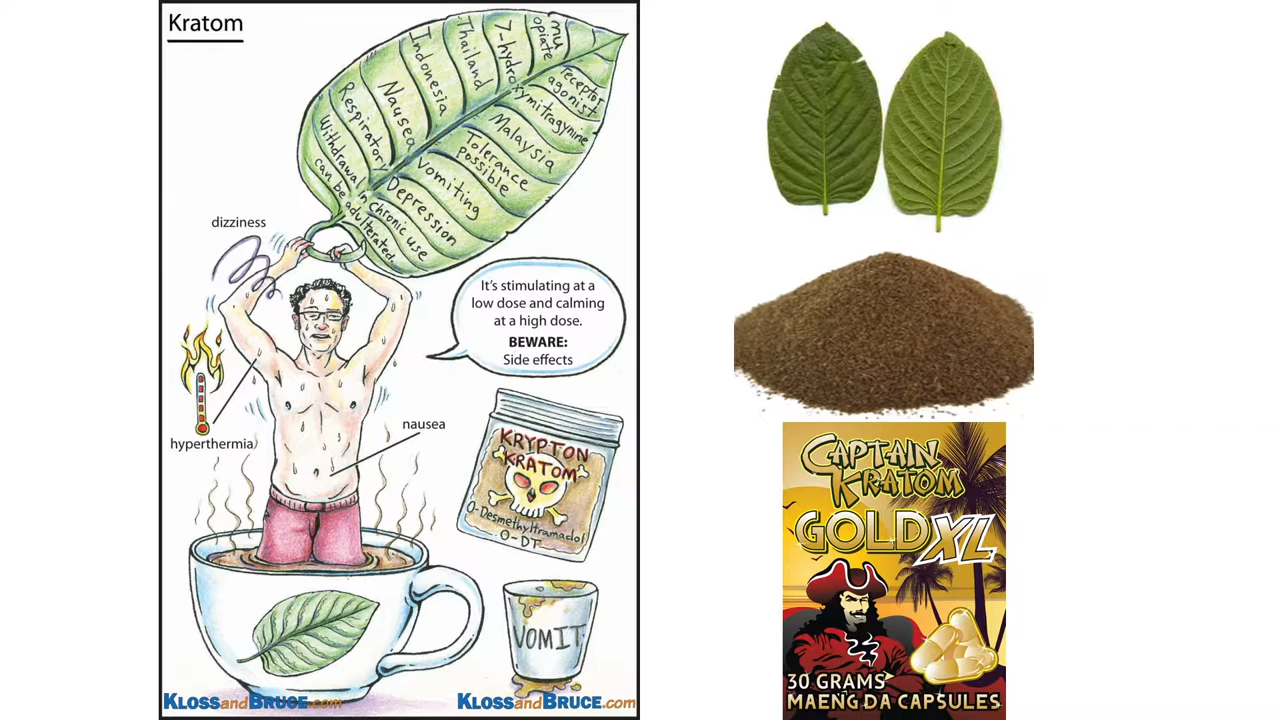 Kratom
mu
opiate
receptor
agonist
7-hydroxymitragynine
Thailand
Indonesia
Malaysia
Nausea
Tolerance
possible
Respiratory
Depression
Vomiting
Withdrawal in chronic use
can be adulterated.
dizziness
It's stimulating at a
low dose and calming
at a high dose.
BEWARE:
Side effects
hyperthermia
nausea
KRYPTON
KRATOM
O-Desmethyltramadol
O-DT
VOMIT
KLOSSandBRUCE.com
KLOSSandBRUCE.com
CAPTAIN
KRATOM
GOLD XL
30 GRAMS
MAENG DA CAPSULES